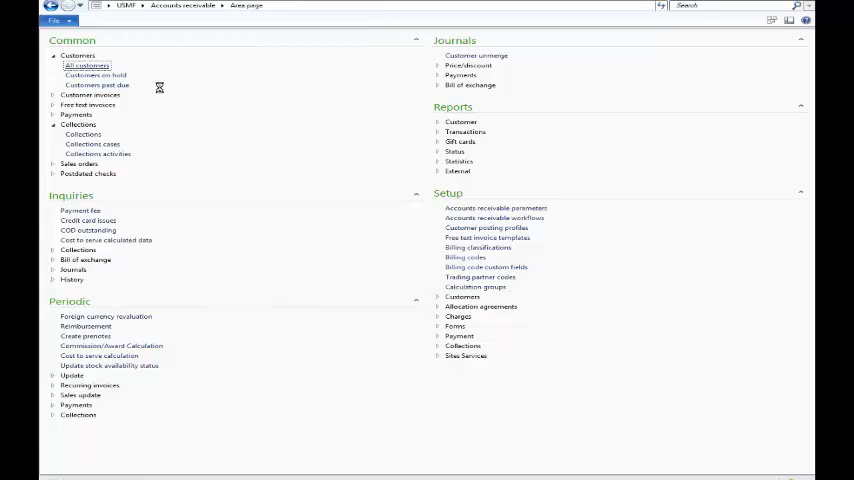 USMF ▸ Accounts receivable ▸ Area page
Search
File
Common
Customers
All customers
Customers on hold
Customers past due
Customer invoices
Free text invoices
Payments
Collections
Collections
Collections cases
Collections activities
Sales orders
Postdated checks
Inquiries
Payment fee
Credit card issues
COD outstanding
Cost to serve calculated data
Collections
Bill of exchange
Journals
History
Periodic
Foreign currency revaluation
Reimbursement
Create prenotes
Commission/Award Calculation
Cost to serve calculation
Update stock availability status
Update
Recurring invoices
Sales update
Payments
Collections
Journals
Customer unmerge
Price/discount
Payments
Bill of exchange
Reports
Customer
Transactions
Gift cards
Status
Statistics
External
Setup
Accounts receivable parameters
Accounts receivable workflows
Customer posting profiles
Free text invoice templates
Billing classifications
Billing codes
Billing code custom fields
Trading partner codes
Calculation groups
Customers
Allocation agreements
Charges
Forms
Payment
Collections
Sites Services